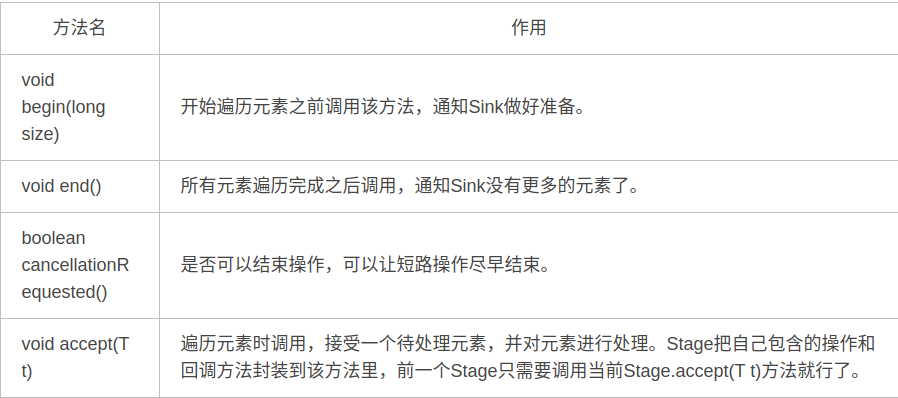 方法名
作用
void
begin(long
size)
开始遍历元素之前调用该方法，通知Sink做好准备。
void end()
所有元素遍历完成之后调用，通知Sink没有更多的元素了。
boolean
cancellationR
equested()
是否可以结束操作，可以让短路操作尽早结束。
void accept(T
t)
遍历元素时调用，接受一个待处理元素，并对元素进行处理。Stage把自己包含的操作和
回调方法封装到该方法里，前一个Stage只需要调用当前Stage.accept(T t)方法就行了。